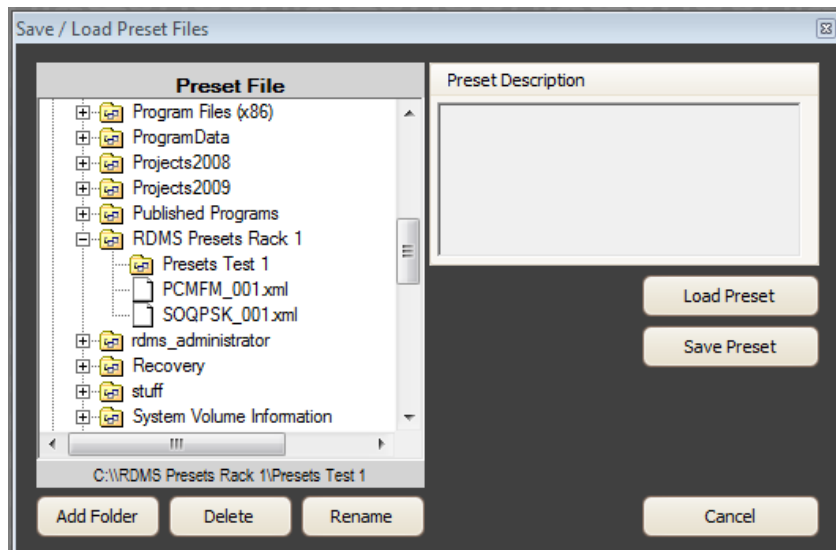 Save / Load Preset Files
Preset File
Program Files (x86)
ProgramData
Projects2008
Projects2009
Published Programs
RDMS Presets Rack 1
Presets Test 1
PCMFM_001.xml
SOQPSK_001.xml
rdms_administrator
Recovery
stuff
System Volume Information
C:\\RDMS Presets Rack 1\Presets Test 1
Add Folder
Delete
Rename
Preset Description
Load Preset
Save Preset
Cancel